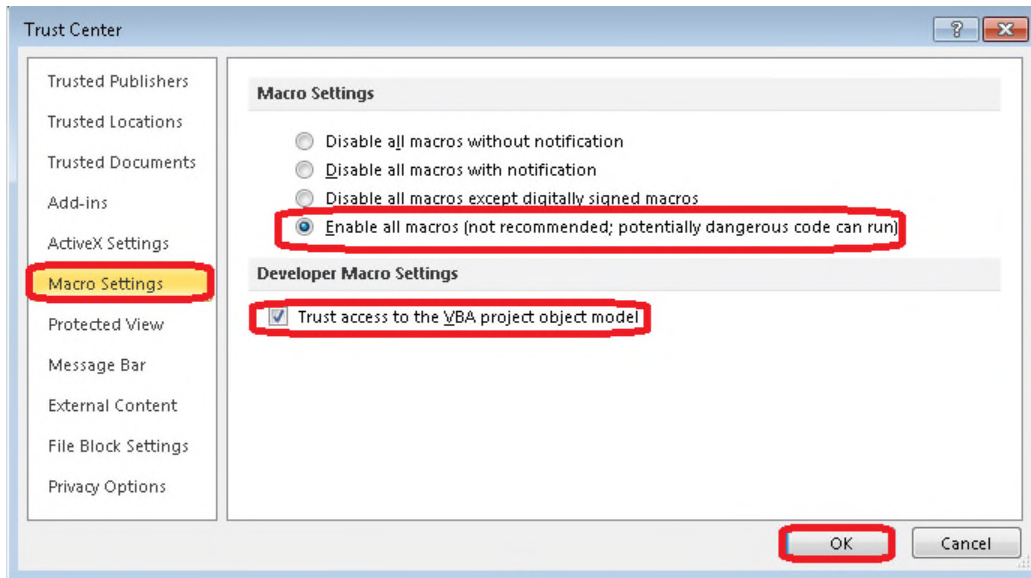 Trust Center
Trusted Publishers
Trusted Locations
Trusted Documents
Add-ins
ActiveX Settings
Macro Settings
Protected View
Message Bar
External Content
File Block Settings
Privacy Options
Macro Settings
Disable all macros without notification
Disable all macros with notification
Disable all macros except digitally signed macros
Enable all macros (not recommended; potentially dangerous code can run)
Developer Macro Settings
Trust access to the VBA project object model
OK
Cancel